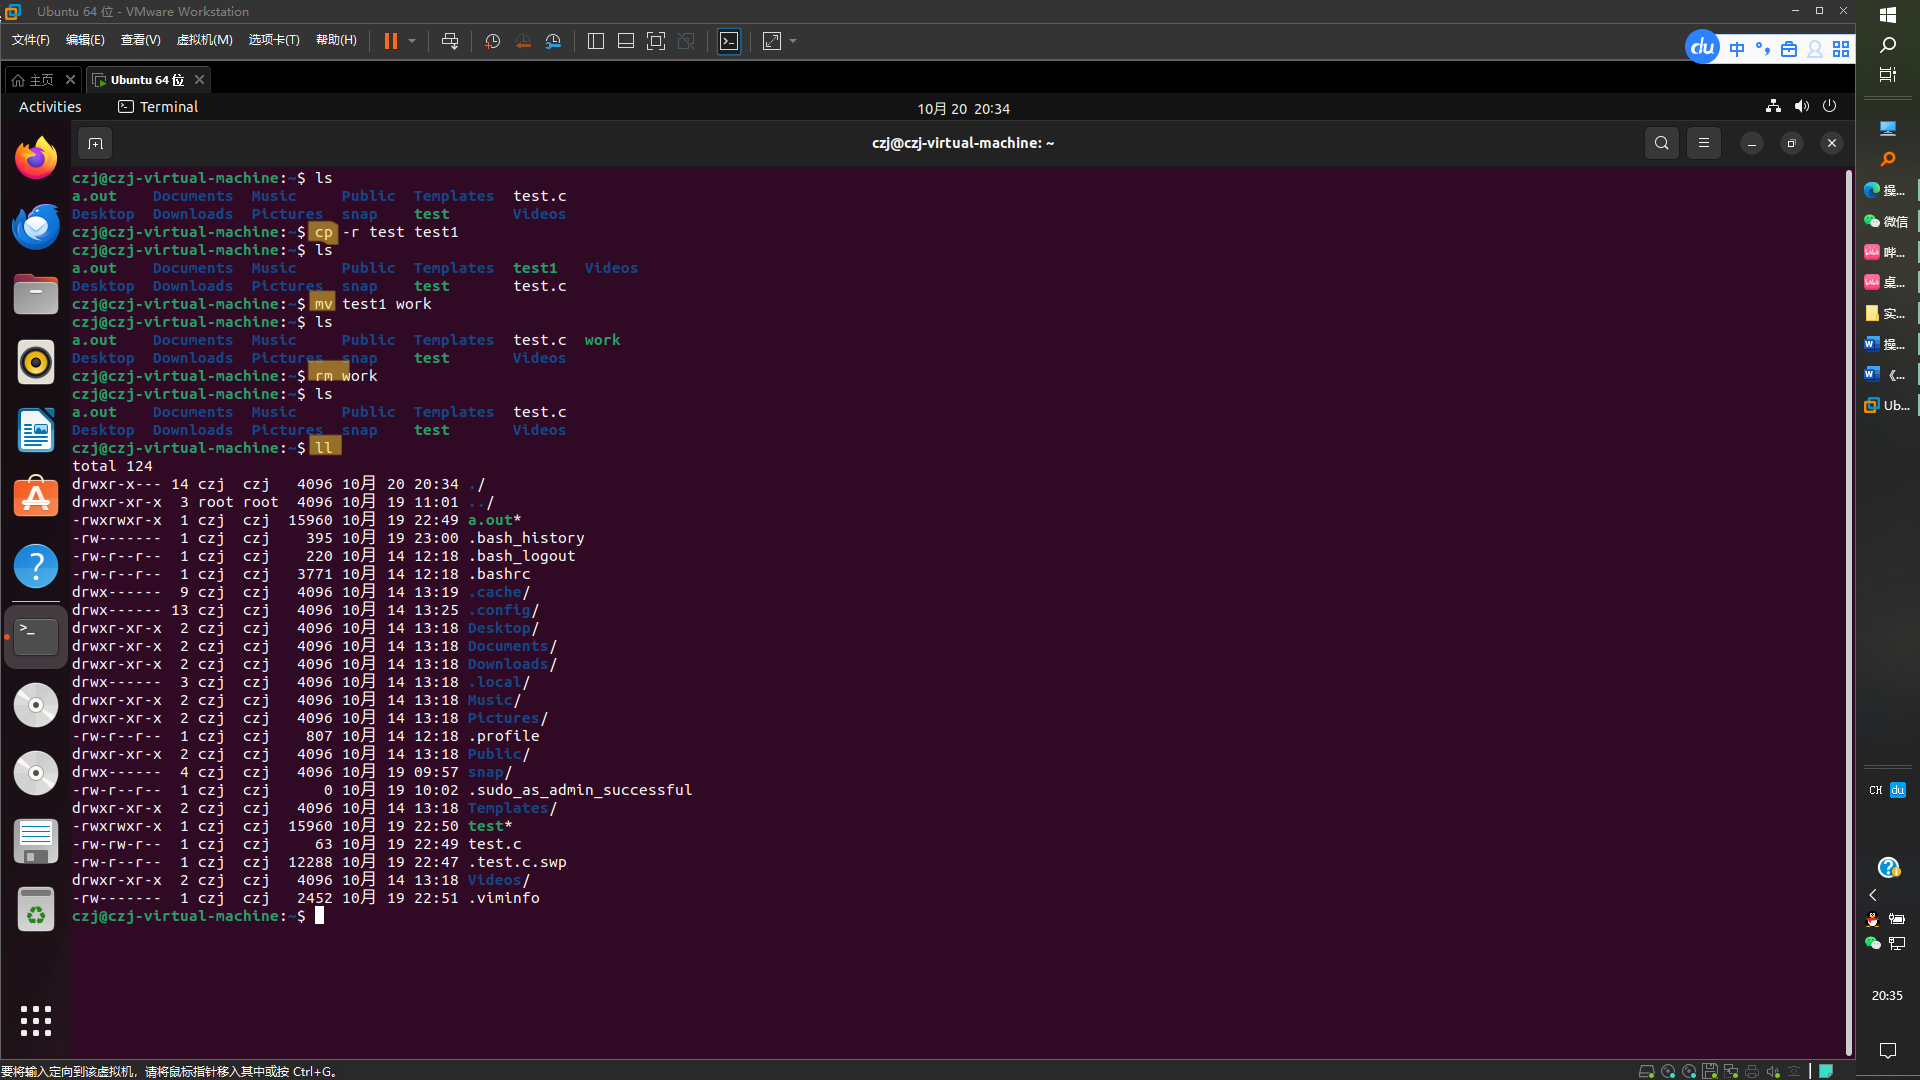 Ubuntu 64 位 - VMware Workstation
文件(F) 编辑(E) 查看(V) 虚拟机(M) 选项卡(T) 帮助(H)
du 中
主页 Ubuntu 64 位
Activities Terminal 10月 20 20:34
czj@czj-virtual-machine: ~
czj@czj-virtual-machine:~$ ls
a.out Documents Music Public Templates test.c
Desktop Downloads Pictures snap test Videos
czj@czj-virtual-machine:~$ cp -r test test1
czj@czj-virtual-machine:~$ ls
a.out Documents Music Public Templates test1 Videos
Desktop Downloads Pictures snap test test.c
czj@czj-virtual-machine:~$ mv test1 work
czj@czj-virtual-machine:~$ ls
a.out Documents Music Public Templates test.c work
Desktop Downloads Pictures snap test Videos
czj@czj-virtual-machine:~$ rm work
czj@czj-virtual-machine:~$ ls
a.out Documents Music Public Templates test.c
Desktop Downloads Pictures snap test Videos
czj@czj-virtual-machine:~$ ll
total 124
drwxr-x--- 14 czj czj 4096 10月 20 20:34 ./
drwxr-xr-x 3 root root 4096 10月 19 11:01 ../
-rwxrwxr-x 1 czj czj 15960 10月 19 22:49 a.out*
-rw------- 1 czj czj 395 10月 19 23:00 .bash_history
-rw-r--r-- 1 czj czj 220 10月 14 12:18 .bash_logout
-rw-r--r-- 1 czj czj 3771 10月 14 12:18 .bashrc
drwx------ 9 czj czj 4096 10月 14 13:19 .cache/
drwx------ 13 czj czj 4096 10月 14 13:25 .config/
drwxr-xr-x 2 czj czj 4096 10月 14 13:18 Desktop/
drwxr-xr-x 2 czj czj 4096 10月 14 13:18 Documents/
drwxr-xr-x 2 czj czj 4096 10月 14 13:18 Downloads/
drwx------ 3 czj czj 4096 10月 14 13:18 .local/
drwxr-xr-x 2 czj czj 4096 10月 14 13:18 Music/
drwxr-xr-x 2 czj czj 4096 10月 14 13:18 Pictures/
-rw-r--r-- 1 czj czj 807 10月 14 12:18 .profile
drwxr-xr-x 2 czj czj 4096 10月 14 13:18 Public/
drwx------ 4 czj czj 4096 10月 19 09:57 snap/
-rw-r--r-- 1 czj czj 0 10月 19 10:02 .sudo_as_admin_successful
drwxr-xr-x 2 czj czj 4096 10月 14 13:18 Templates/
-rwxrwxr-x 1 czj czj 15960 10月 19 22:50 test*
-rw-rw-r-- 1 czj czj 63 10月 19 22:49 test.c
-rw-r--r-- 1 czj czj 12288 10月 19 22:47 .test.c.swp
drwxr-xr-x 2 czj czj 4096 10月 14 13:18 Videos/
-rw------- 1 czj czj 2452 10月 19 22:51 .viminfo
czj@czj-virtual-machine:~$
要将输入定向到该虚拟机，请将鼠标指针移入其中或按 Ctrl+G。
操...
微信
哔...
桌...
实...
操...
《...
Ub...
CH du
20:35